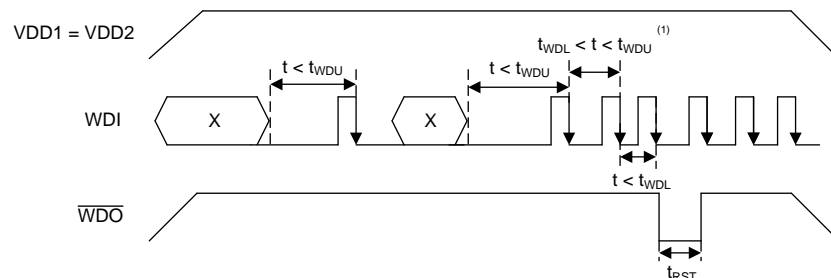 VDD1 = VDD2
tWDL < t < tWDU (1)
t < tWDU
t < tWDU
WDI
X
X
t < tWDL
WDO
tRST